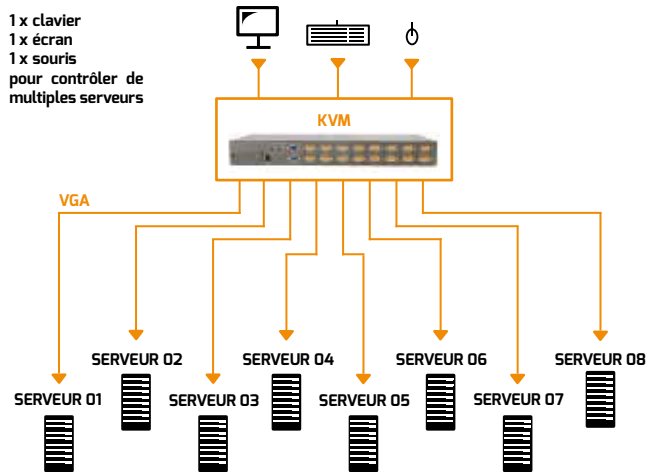 1 x clavier
1 x écran
1 x souris
pour contrôler de
multiples serveurs
KVM
VGA
SERVEUR 02
SERVEUR 04
SERVEUR 06
SERVEUR 08
SERVEUR 01
SERVEUR 03
SERVEUR 05
SERVEUR 07